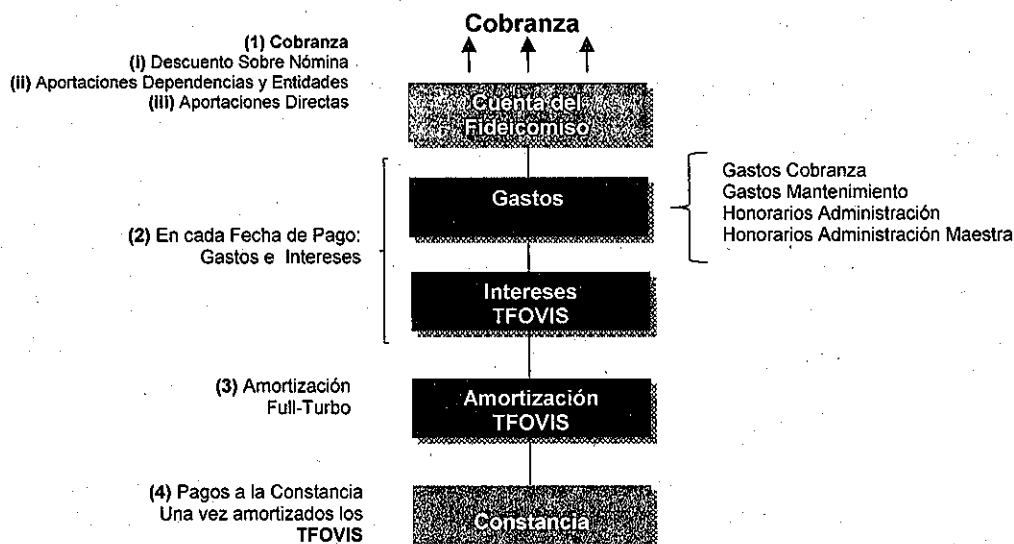 Cobranza
(1) Cobranza
(i) Descuento Sobre Nómina
(ii) Aportaciones Dependencias y Entidades
(iii) Aportaciones Directas
Cuenta del
Fideicomiso
Gastos
Gastos Cobranza
Gastos Mantenimiento
Honorarios Administración
Honorarios Administración Maestra
(2) En cada Fecha de Pago:
Gastos e Intereses
Intereses
TFOVIS
(3) Amortización
Full-Turbo
Amortización
TFOVIS
(4) Pagos a la Constancia
Una vez amortizados los
TFOVIS
Constancia